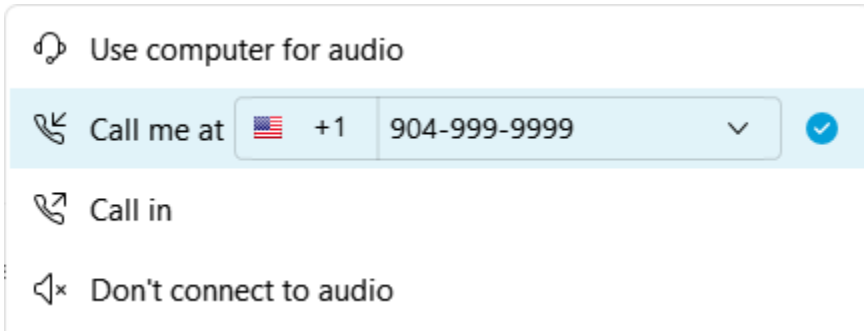 Use computer for audio
Call me at +1 904-999-9999
Call in
Don't connect to audio